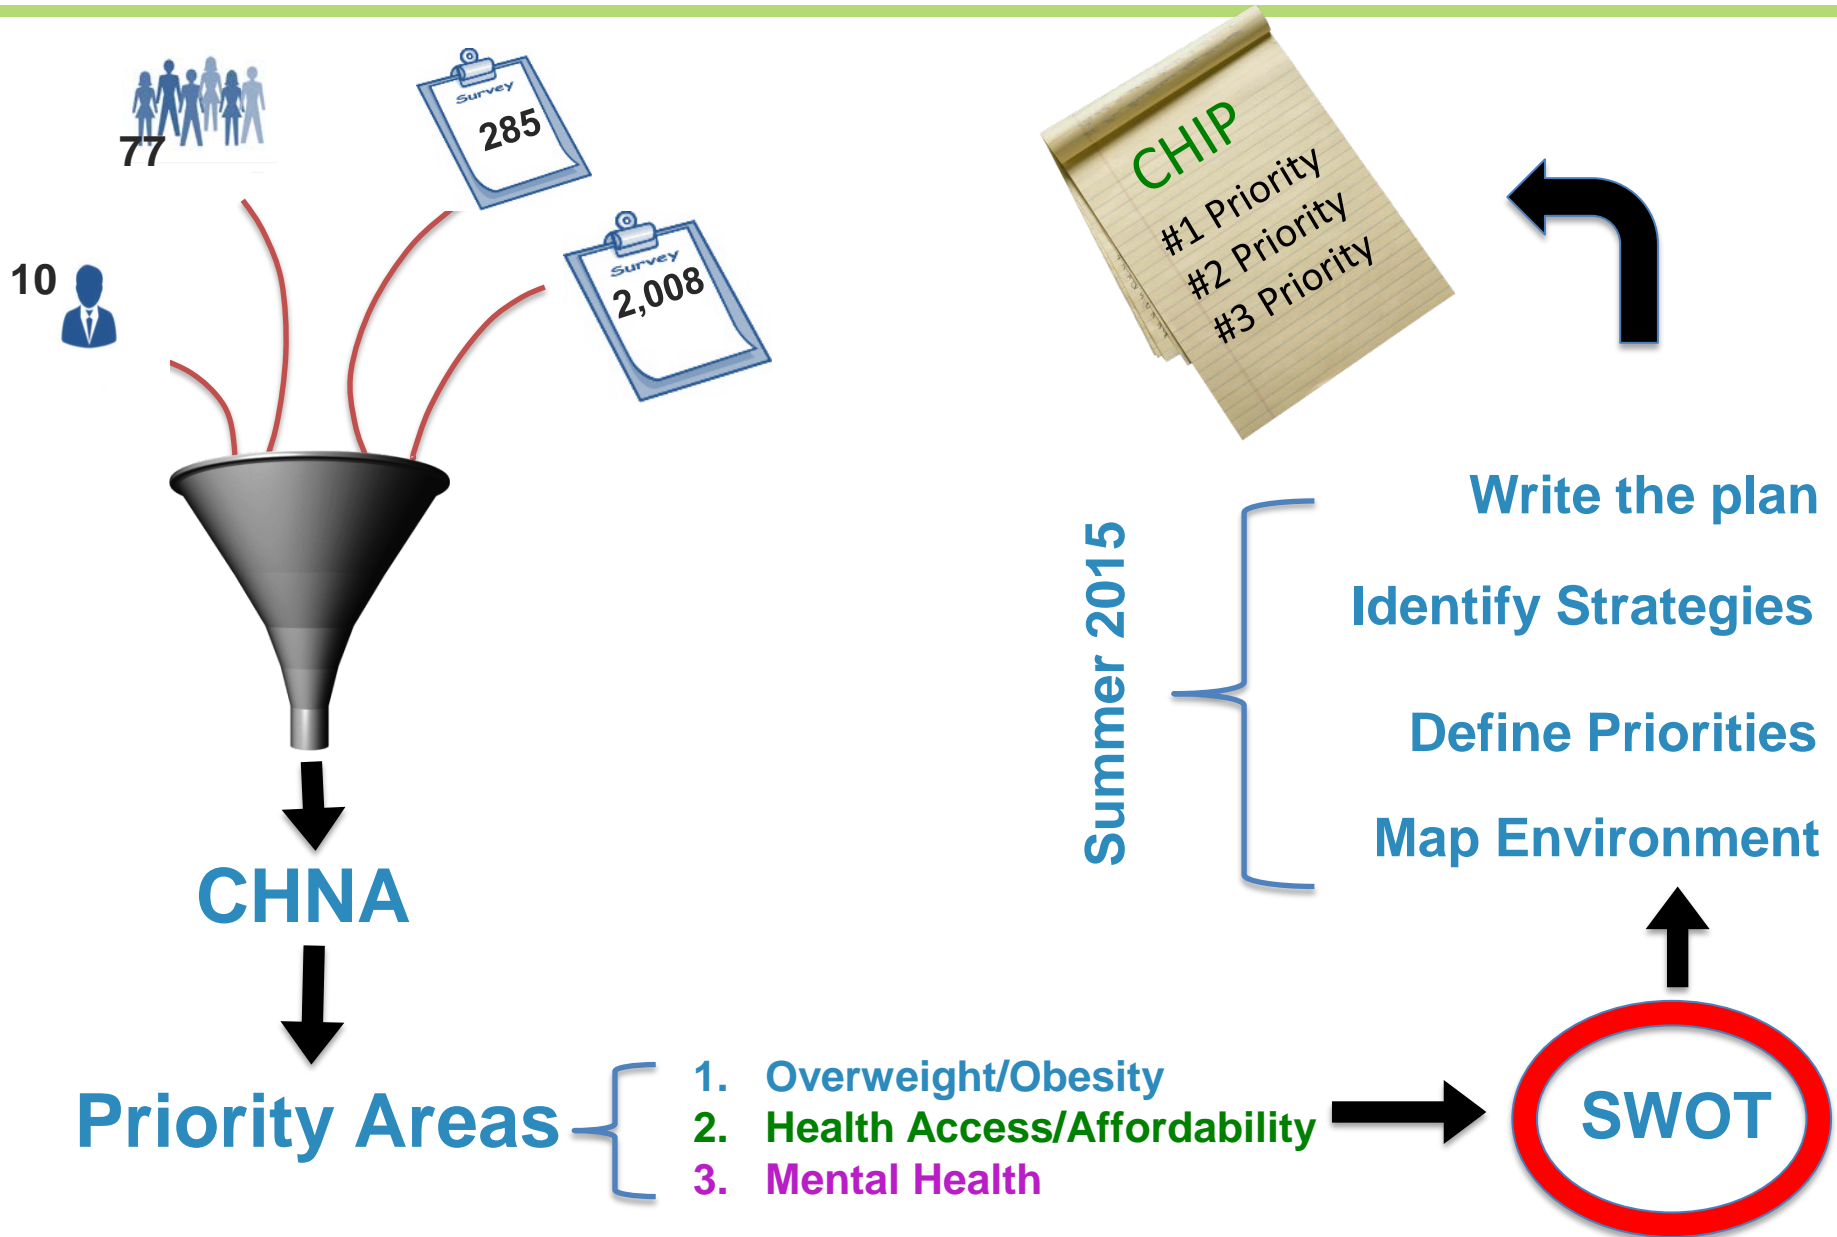 77
Survey
285
10
Survey
2,008
CHNA
Priority Areas
1. Overweight/Obesity
2. Health Access/Affordability
3. Mental Health
SWOT
Summer 2015
Write the plan
Identify Strategies
Define Priorities
Map Environment
CHIP
#1 Priority
#2 Priority
#3 Priority